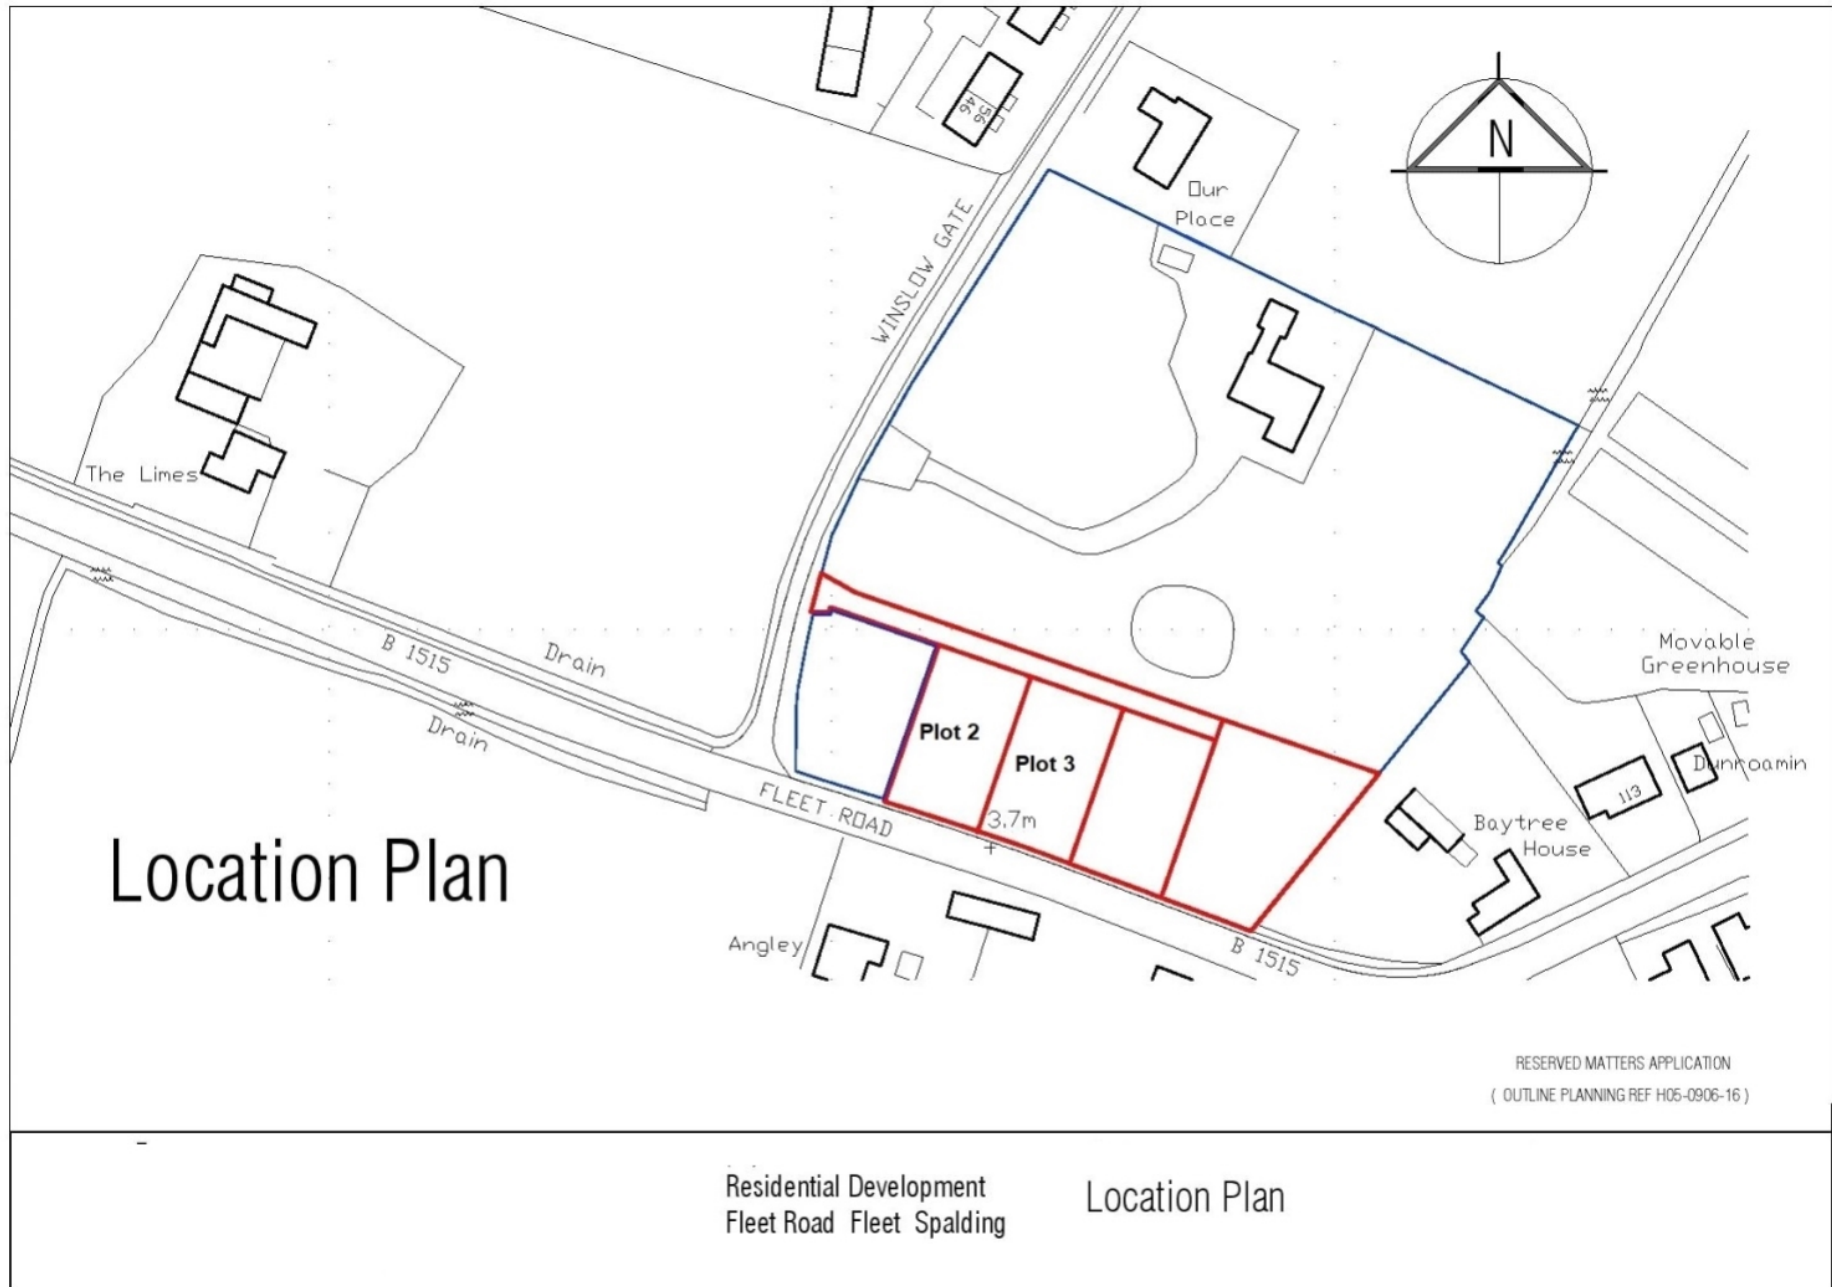 56
46
N
Our
Place
WINSLOW GATE
The Limes
B 1515
Drain
Drain
Movable
Greenhouse
Plot 2
Plot 3
Dunroamin
113
FLEET ROAD
3.7m
Baytree
House
Location Plan
Angley
B 1515
RESERVED MATTERS APPLICATION
( OUTLINE PLANNING REF H05-0906-16 )
Residential Development
Fleet Road Fleet Spalding
Location Plan